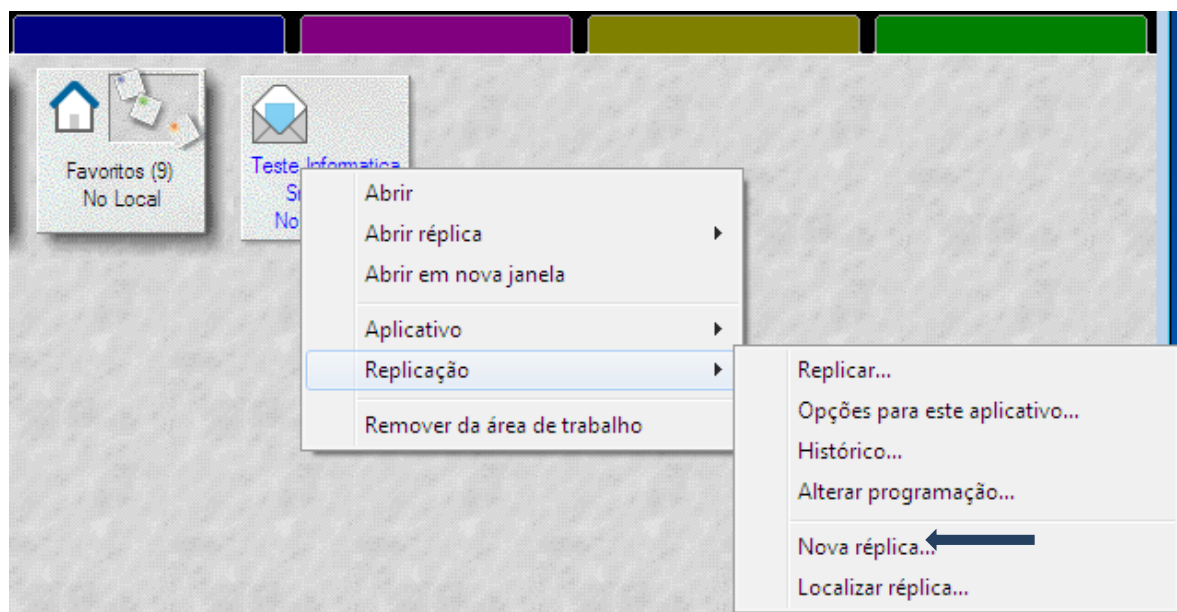 Favoritos (9)
No Local
Teste Informatica
No
Abrir
Abrir réplica
Abrir em nova janela
Aplicativo
Replicação
Remover da área de trabalho
Replicar...
Opções para este aplicativo...
Histórico...
Alterar programação...
Nova réplica...
Localizar réplica...